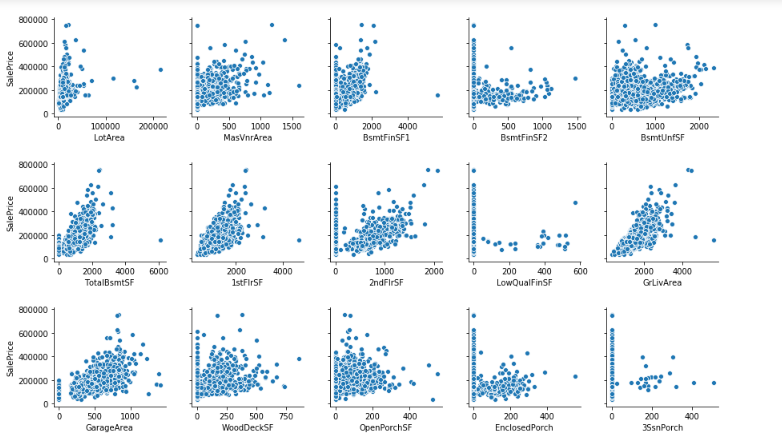 800000
600000
400000
200000
0
SalePrice
0 100000 200000
LotArea
0 500 1000 1500
MasVnrArea
0 2000 4000
BsmtFinSF1
0 500 1000 1500
BsmtFinSF2
0 1000 2000
BsmtUnfSF
800000
600000
400000
200000
0
SalePrice
0 2000 4000 6000
TotalBsmtSF
0 2000 4000
1stFlrSF
0 1000 2000
2ndFlrSF
0 200 400 600
LowQualFinSF
2000 4000
GrLivArea
800000
600000
400000
200000
0
SalePrice
0 500 1000
GarageArea
0 250 500 750
WoodDeckSF
0 200 400
OpenPorchSF
0 200 400
EnclosedPorch
0 200 400
3SsnPorch